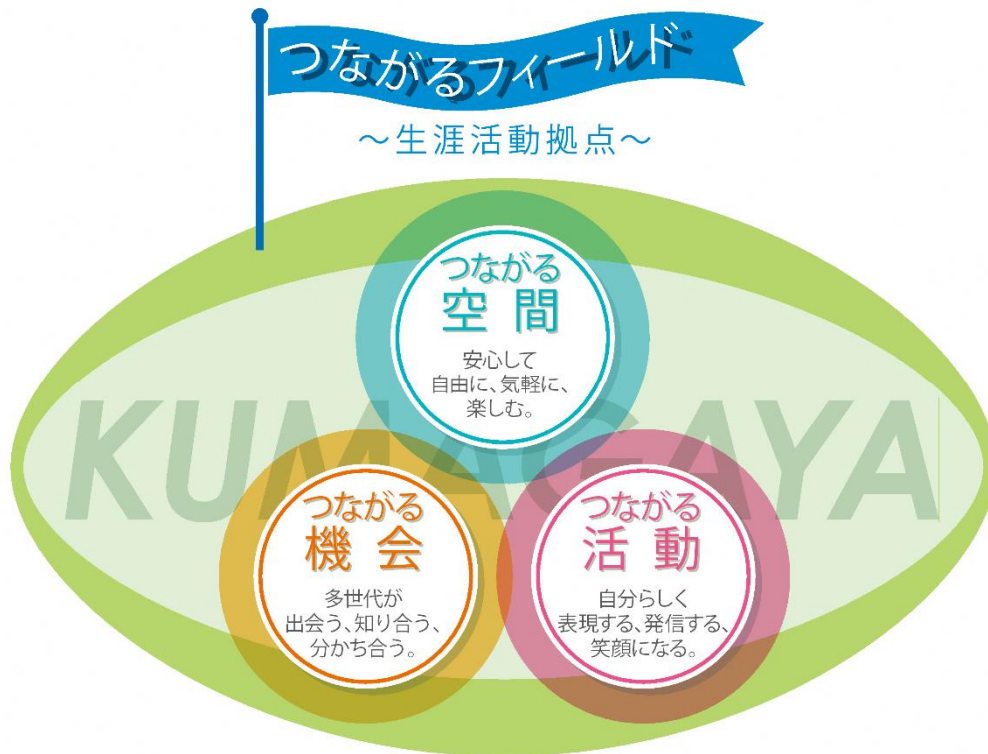 つながるフィールド
～生涯活動拠点～
つながる
空間
安心して
自由に、気軽に、
楽しむ。
KUMAGAYA
つながる
機会
多世代が
出会う、知り合う、
分かち合う。
つながる
活動
自分らしく
表現する、発信する、
笑顔になる。